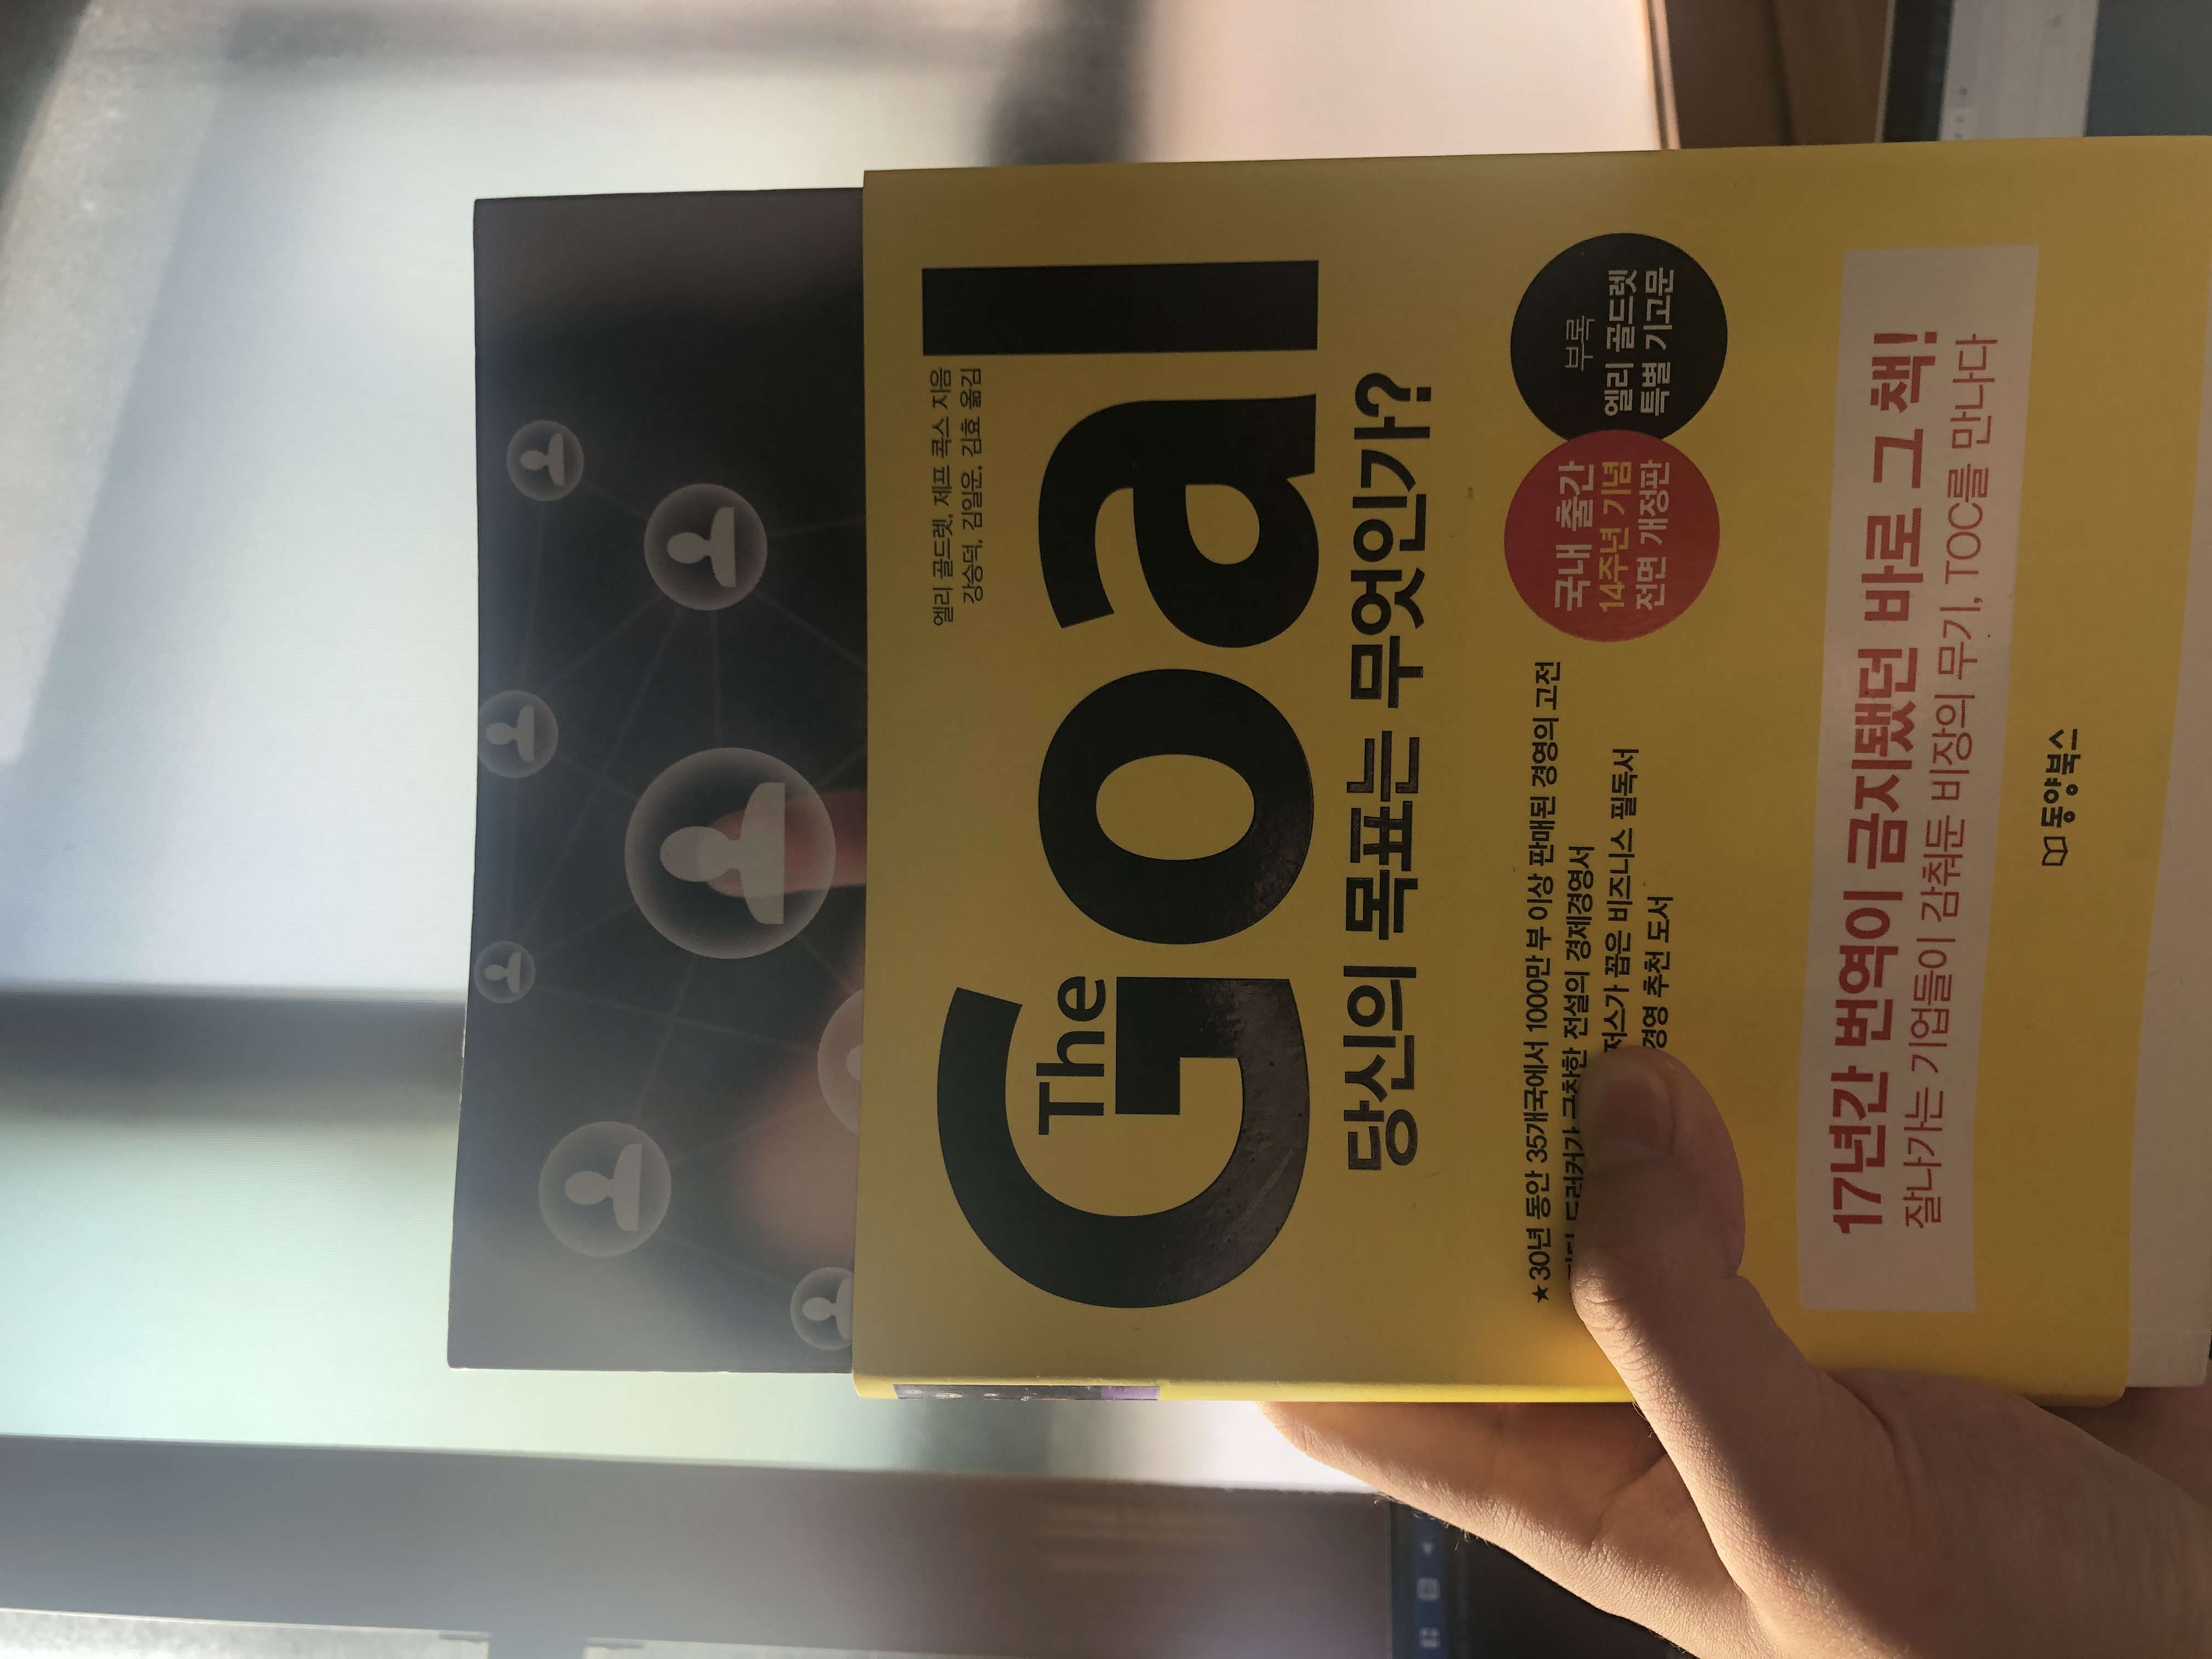 엘리 골드렛, 제프 콕스 지음
강승덕, 김일운, 김효 옮김
The
Goal
당신의 목표는 무엇인가?
★30년 동안 35개국에서 1000만 부 이상 판매된 경영의 고전
드러커가 극찬한 전설의 경제경영서
저스가 꼽은 비즈니스 필독서
경영 추천 도서
국내 출간
14주년 기념
전면 개정판
부록
엘리 골드렛
특별 기고문
17년간 번역이 금지됐던 바로 그 책!
잘나가는 기업들이 감춰둔 비장의 무기, TOC를 만나다
동양북스